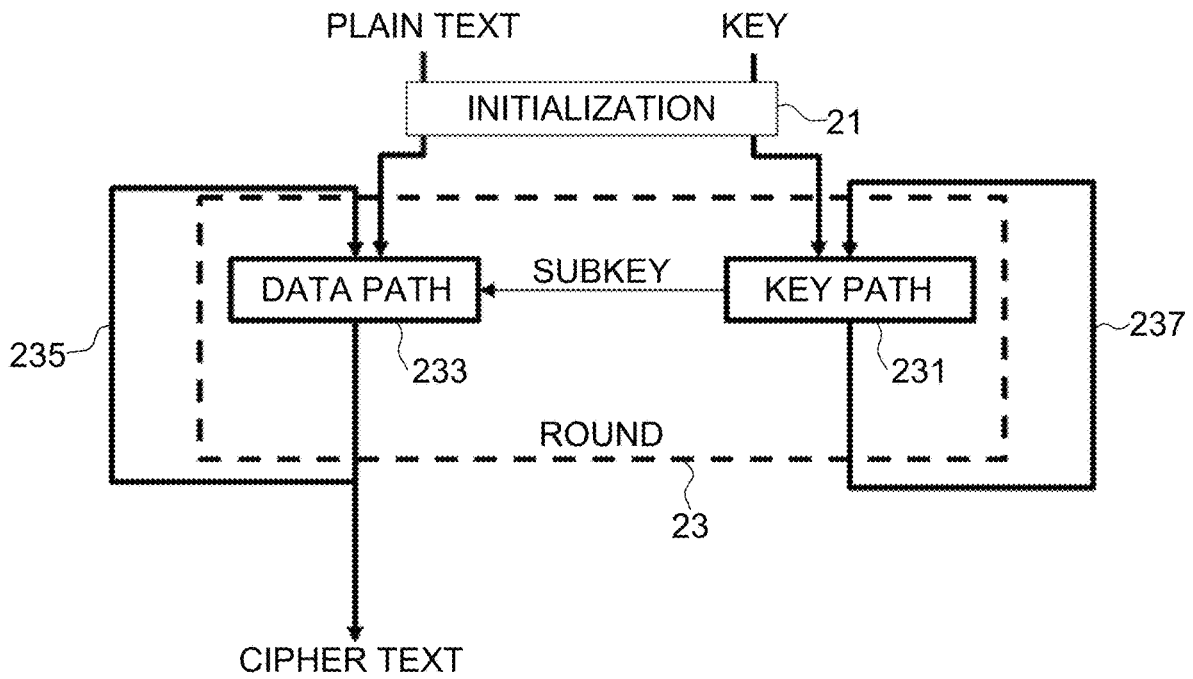 PLAIN TEXT
KEY
INITIALIZATION
21
DATA PATH
SUBKEY
KEY PATH
235
233
231
237
ROUND
23
CIPHER TEXT